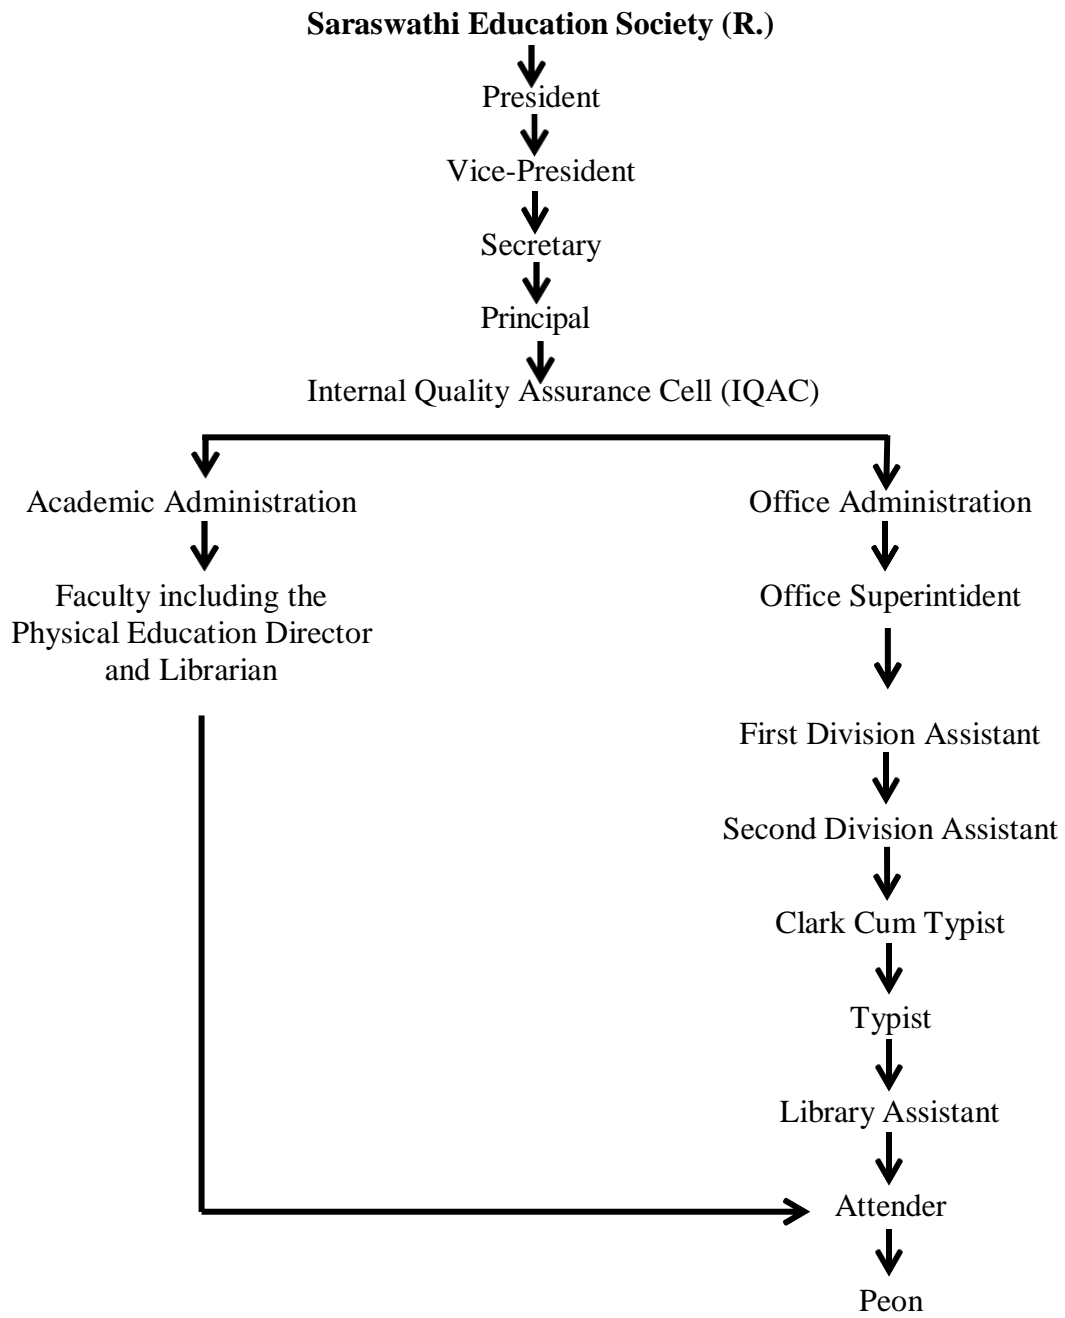 Saraswathi Education Society (R.)
President
Vice-President
Secretary
Principal
Internal Quality Assurance Cell (IQAC)
Academic Administration
Office Administration
Faculty including the
Physical Education Director
and Librarian
Office Superintident
First Division Assistant
Second Division Assistant
Clark Cum Typist
Typist
Library Assistant
Attender
Peon